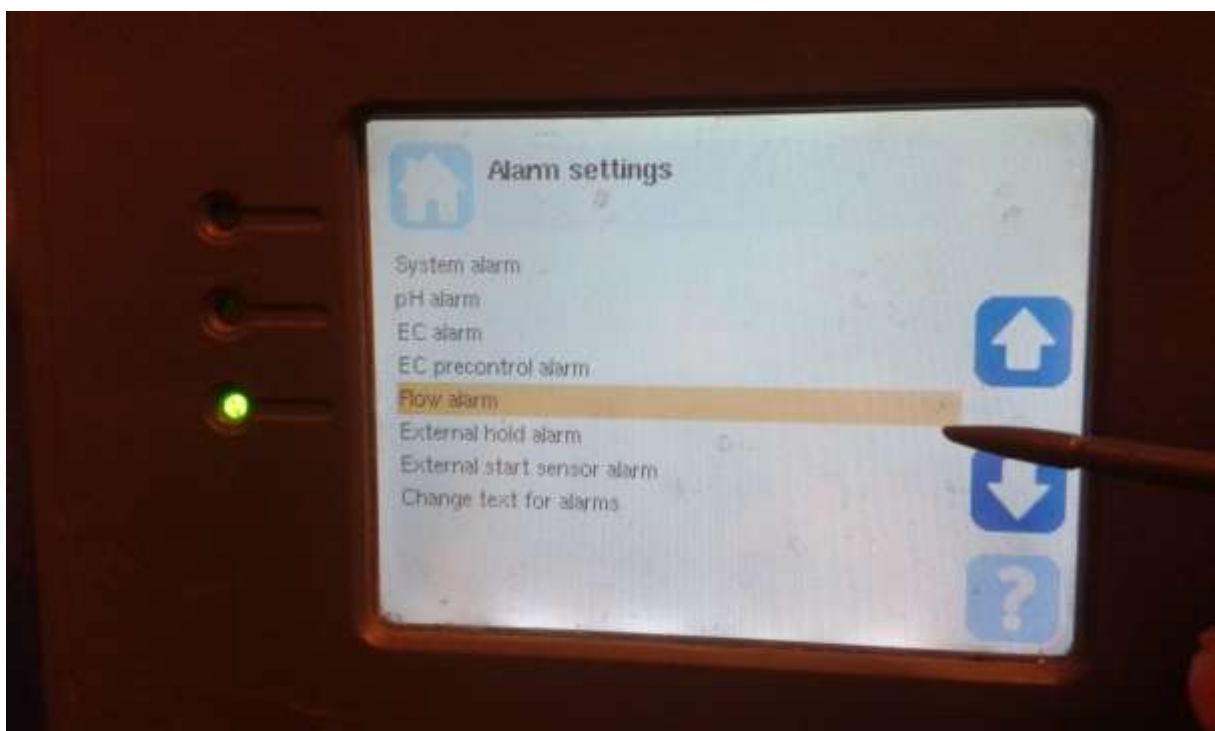 Alarm settings
System alarm
pH alarm
EC alarm
EC precontrol alarm
Flow alarm
External hold alarm
External start sensor alarm
Change text for alarms
?